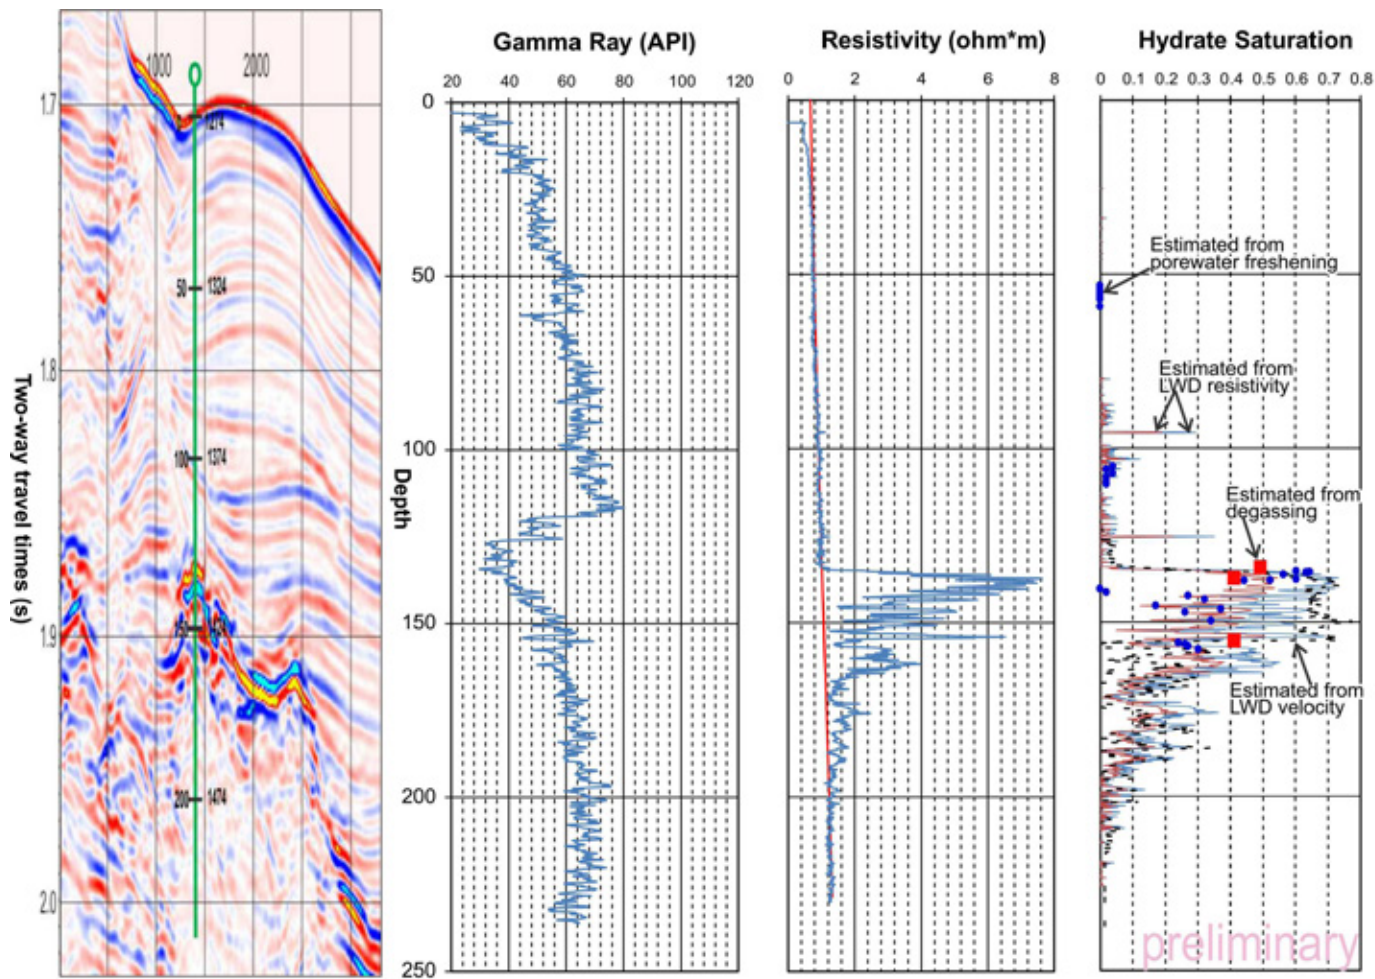 Gamma Ray (API)
Resistivity (ohm*m)
Hydrate Saturation
1000
2000
20 40 60 80 100 120
0 2 4 6 8
0 0.1 0.2 0.3 0.4 0.5 0.6 0.7 0.8
0
1.7
0 1274
Estimated from
porewater freshening
50
50 1324
1.8
Estimated from
LWD resistivity
Two-way travel times (s)
100
100 1374
Depth
Estimated from
degassing
1.9
150
150 1424
Estimated from
LWD velocity
200
200 1474
2.0
preliminary
250